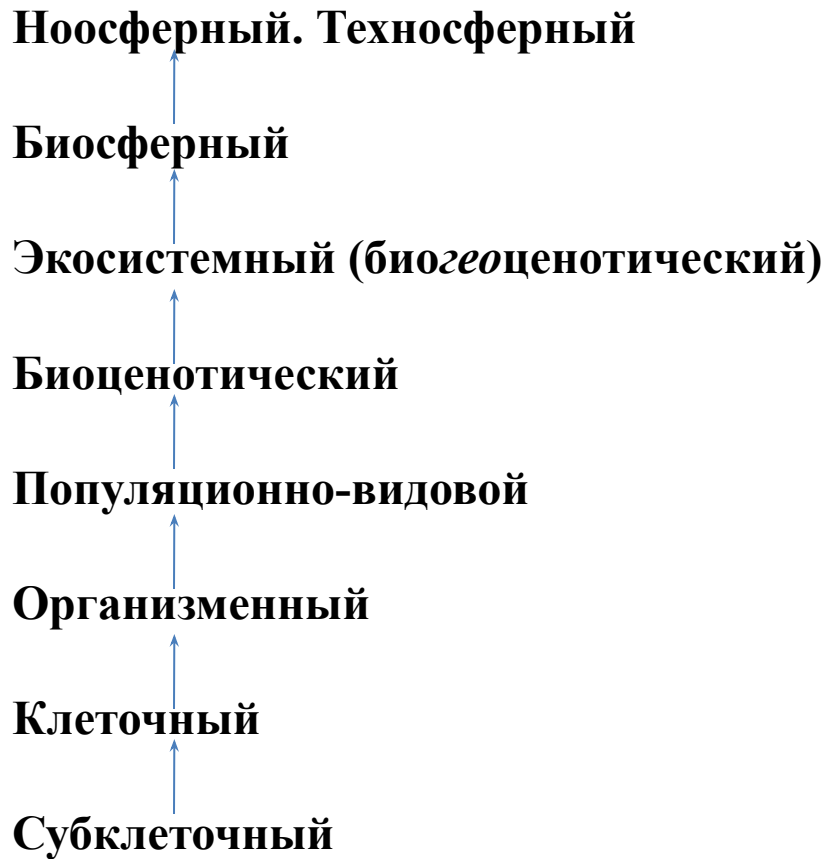 Ноосферный. Техносферный
Биосферный
Экосистемный (биогеоценотический)
Биоценотический
Популяционно-видовой
Организменный
Клеточный
Субклеточный